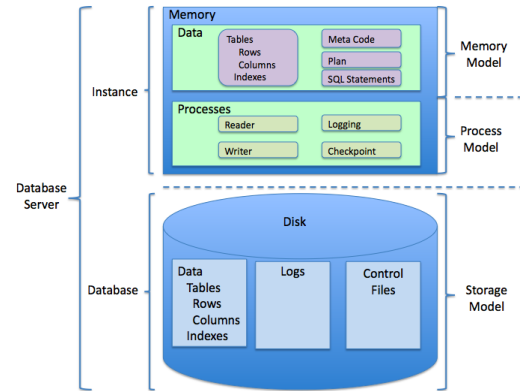 Memory
Data
Tables
Rows
Columns
Indexes
Meta Code
Plan
SQL Statements
Processes
Reader
Logging
Writer
Checkpoint
Instance
Memory
Model
Process
Model
Database
Server
Disk
Data
Tables
Rows
Columns
Indexes
Logs
Control
Files
Database
Storage
Model